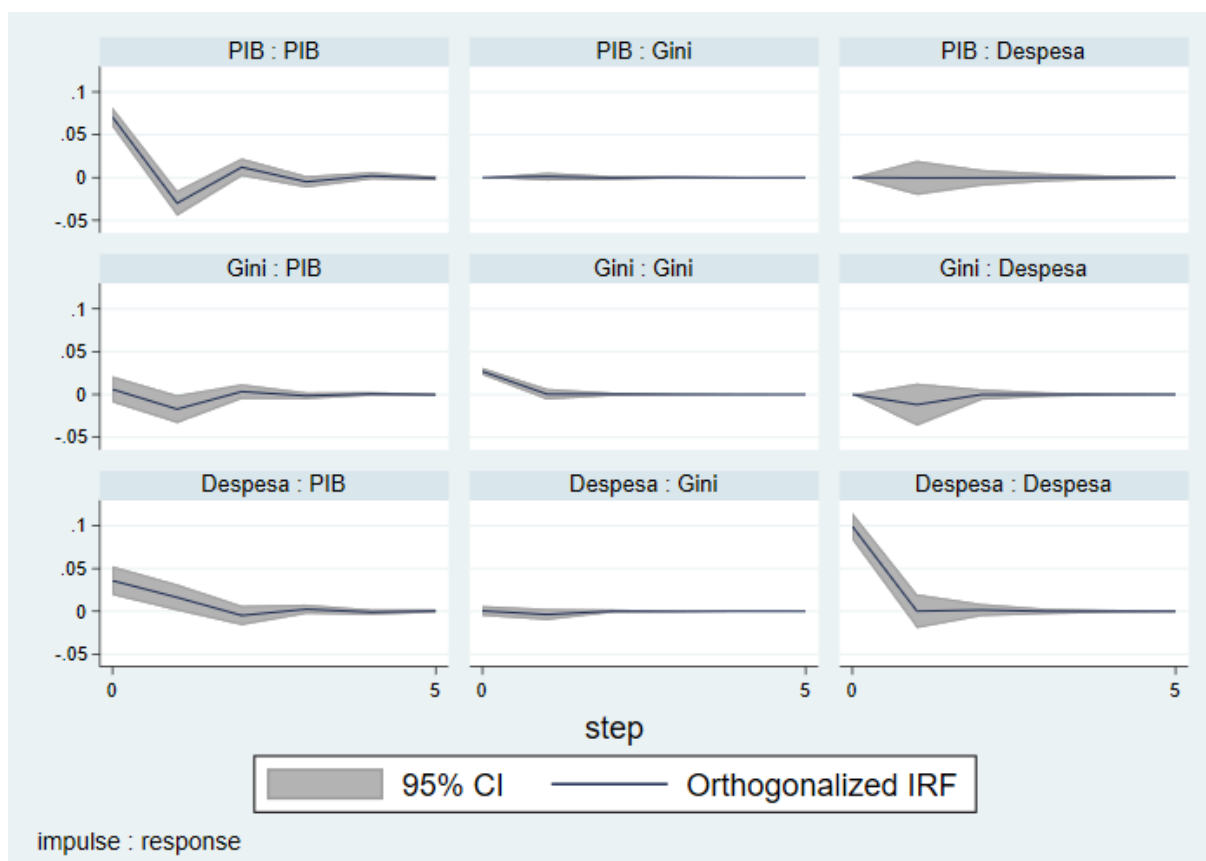 PIB : PIB
PIB : Gini
PIB : Despesa
.1
.05
0
-.05
Gini : PIB
Gini : Gini
Gini : Despesa
.1
.05
0
-.05
Despesa : PIB
Despesa : Gini
Despesa : Despesa
.1
.05
0
-.05
0 5 0 5 0 5
step
95% CI Orthogonalized IRF
impulse : response